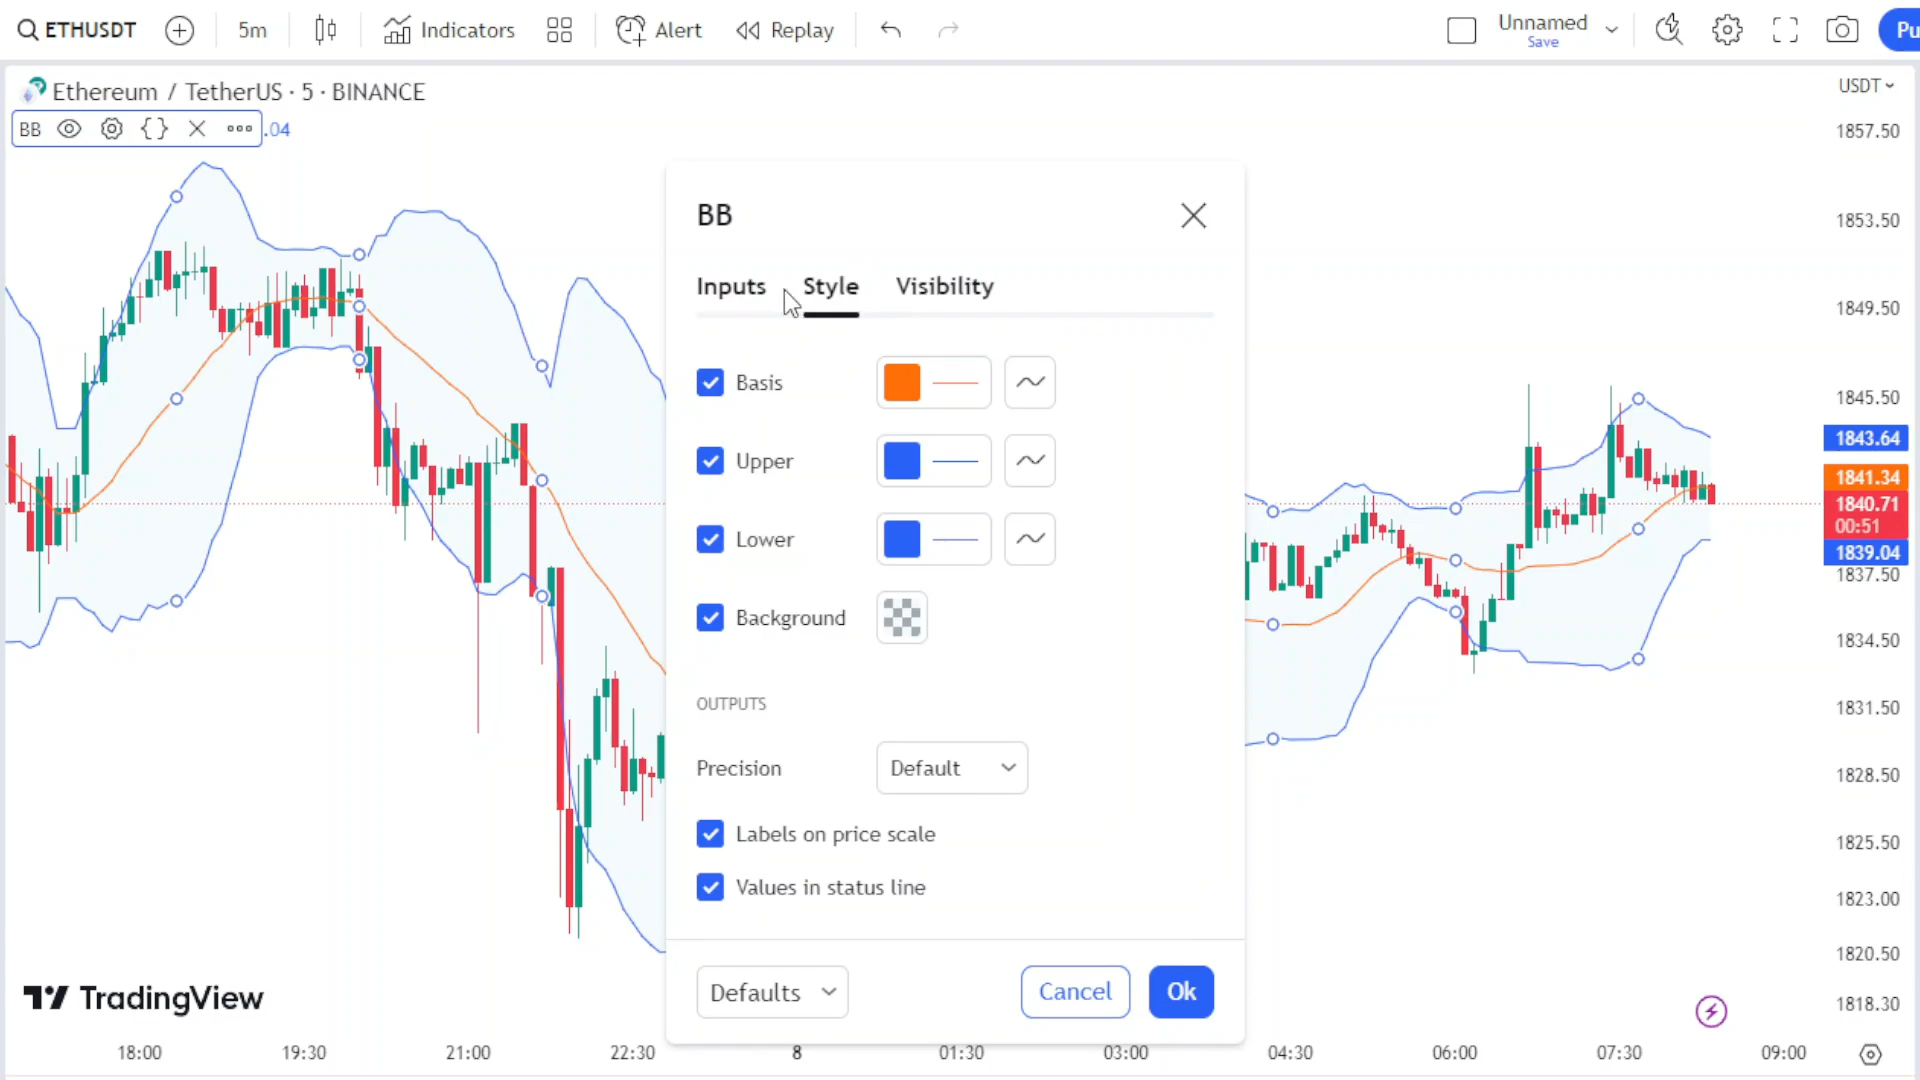 ETHUSDT 5m Indicators Alert Replay Unnamed Pu
Save
Ethereum / TetherUS · 5 · BINANCE USDT
BB .04
1857.50
1853.50
1849.50
1845.50
1843.64
1841.34
1840.71
00:51
1839.04
1837.50
1834.50
1831.50
1828.50
1825.50
1823.00
1820.50
1818.30
BB
Inputs Style Visibility
Basis
Upper
Lower
Background
OUTPUTS
Precision Default
Labels on price scale
Values in status line
Defaults Cancel Ok
TradingView
18:00 19:30 21:00 22:30 8 01:30 03:00 04:30 06:00 07:30 09:00